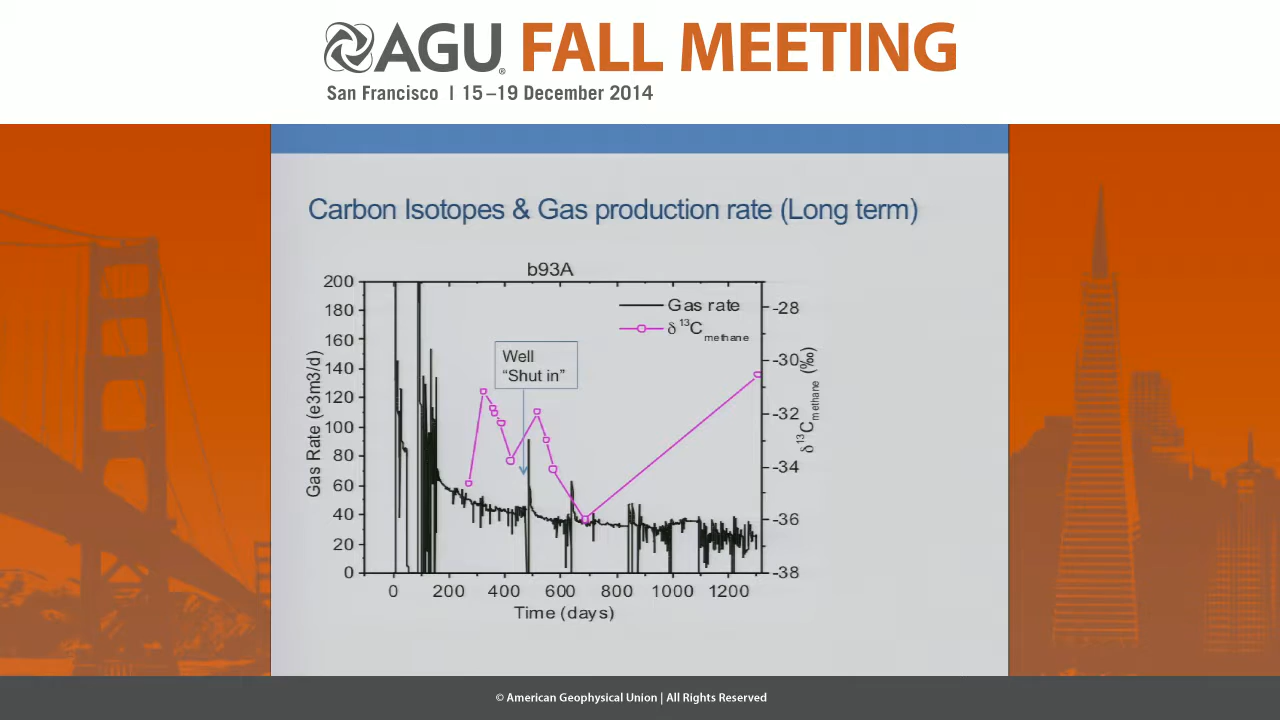 AGU FALL MEETING
San Francisco | 15–19 December 2014
Carbon Isotopes & Gas production rate (Long term)
b93A
Gas rate
δ13Cmethane
Well
"Shut in"
Gas Rate (e3m3/d)
200
180
160
140
120
100
80
60
40
20
0
-28
-30
-32
-34
-36
-38
δ13Cmethane (‰)
0 200 400 600 800 1000 1200
Time (days)
© American Geophysical Union | All Rights Reserved